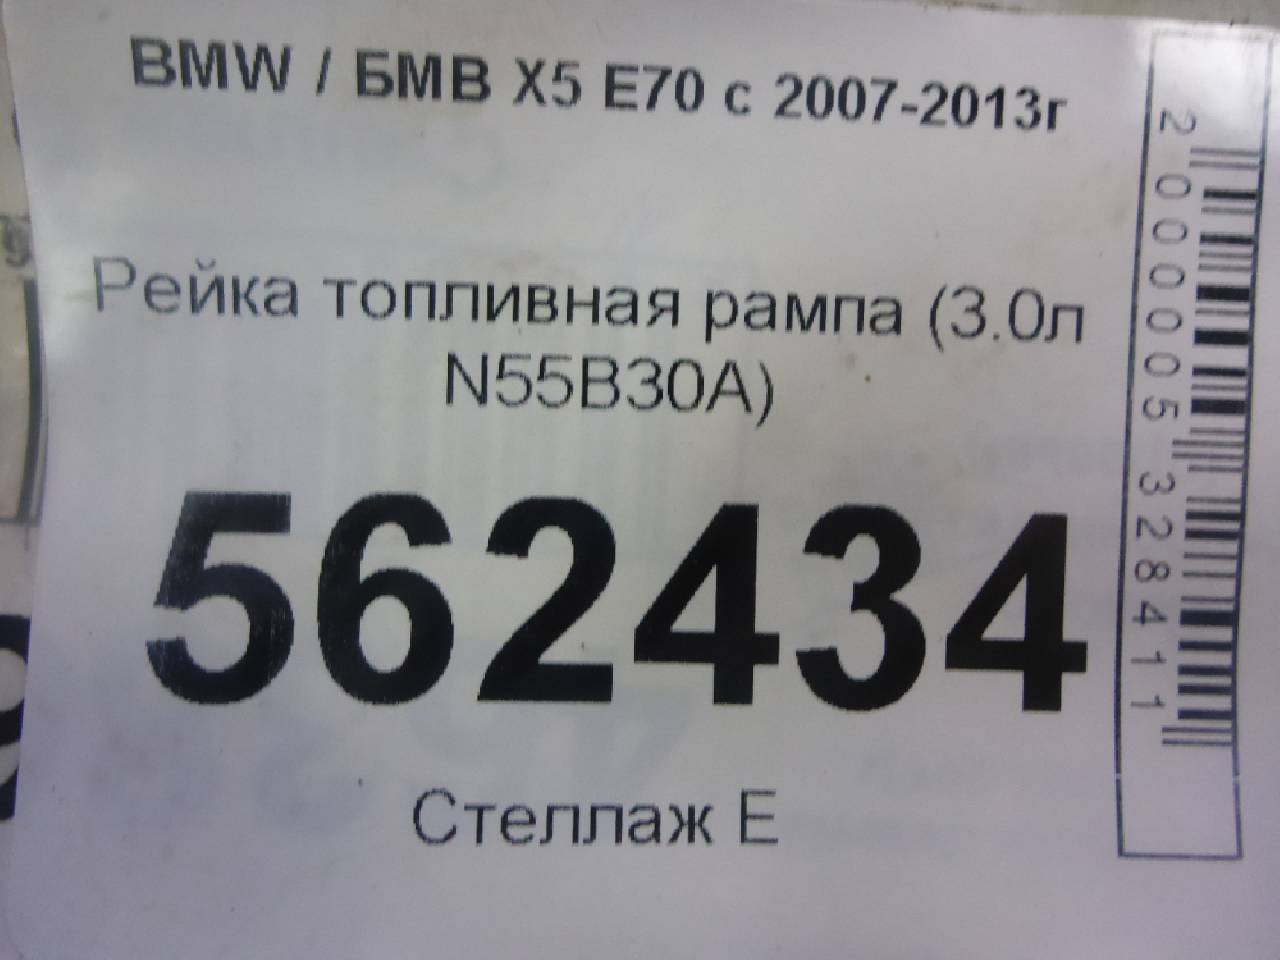 BMW / БМВ X5 E70 с 2007-2013г
Рейка топливная рампа (3.0л
N55B30A)
562434
Стеллаж Е
2000005328411